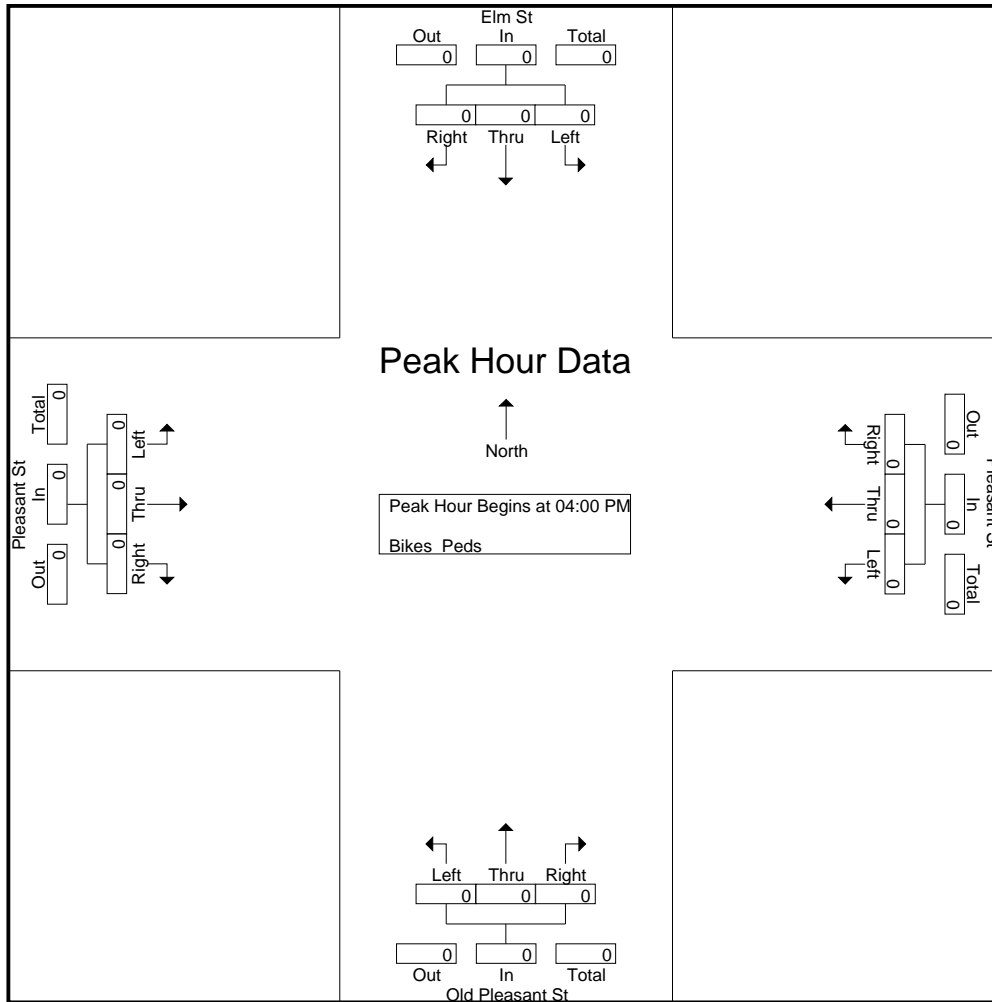 Elm St
Out In Total
0 0 0
0 0 0
Right Thru Left
Peak Hour Data
North
Peak Hour Begins at 04:00 PM
Bikes Peds
Pleasant St
Out In Total
0 0 0
Left Thru Right
0 0 0
Pleasant St
Out In Total
0 0 0
Right Thru Left
0 0 0
Left Thru Right
0 0 0
0 0 0
Out In Total
Old Pleasant St